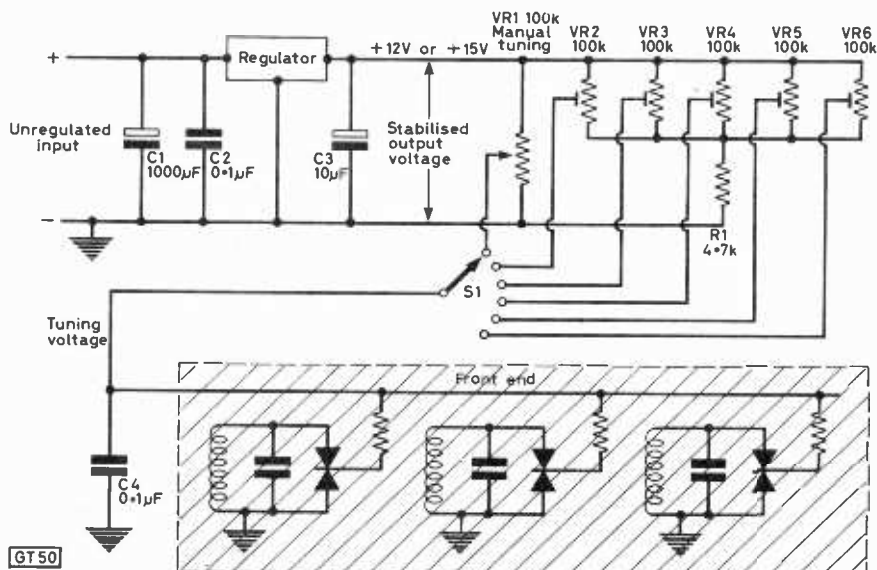 VR1 100k
Manual
tuning
VR2
100k
VR3
100k
VR4
100k
VR5
100k
VR6
100k
+
Regulator
+12V or +15V
Unregulated
input
C1
1000µF
C2
0•1µF
C3
10µF
Stabilised
output
voltage
−
R1
4•7k
S1
Tuning
voltage
Front end
C4
0•1µF
GT50